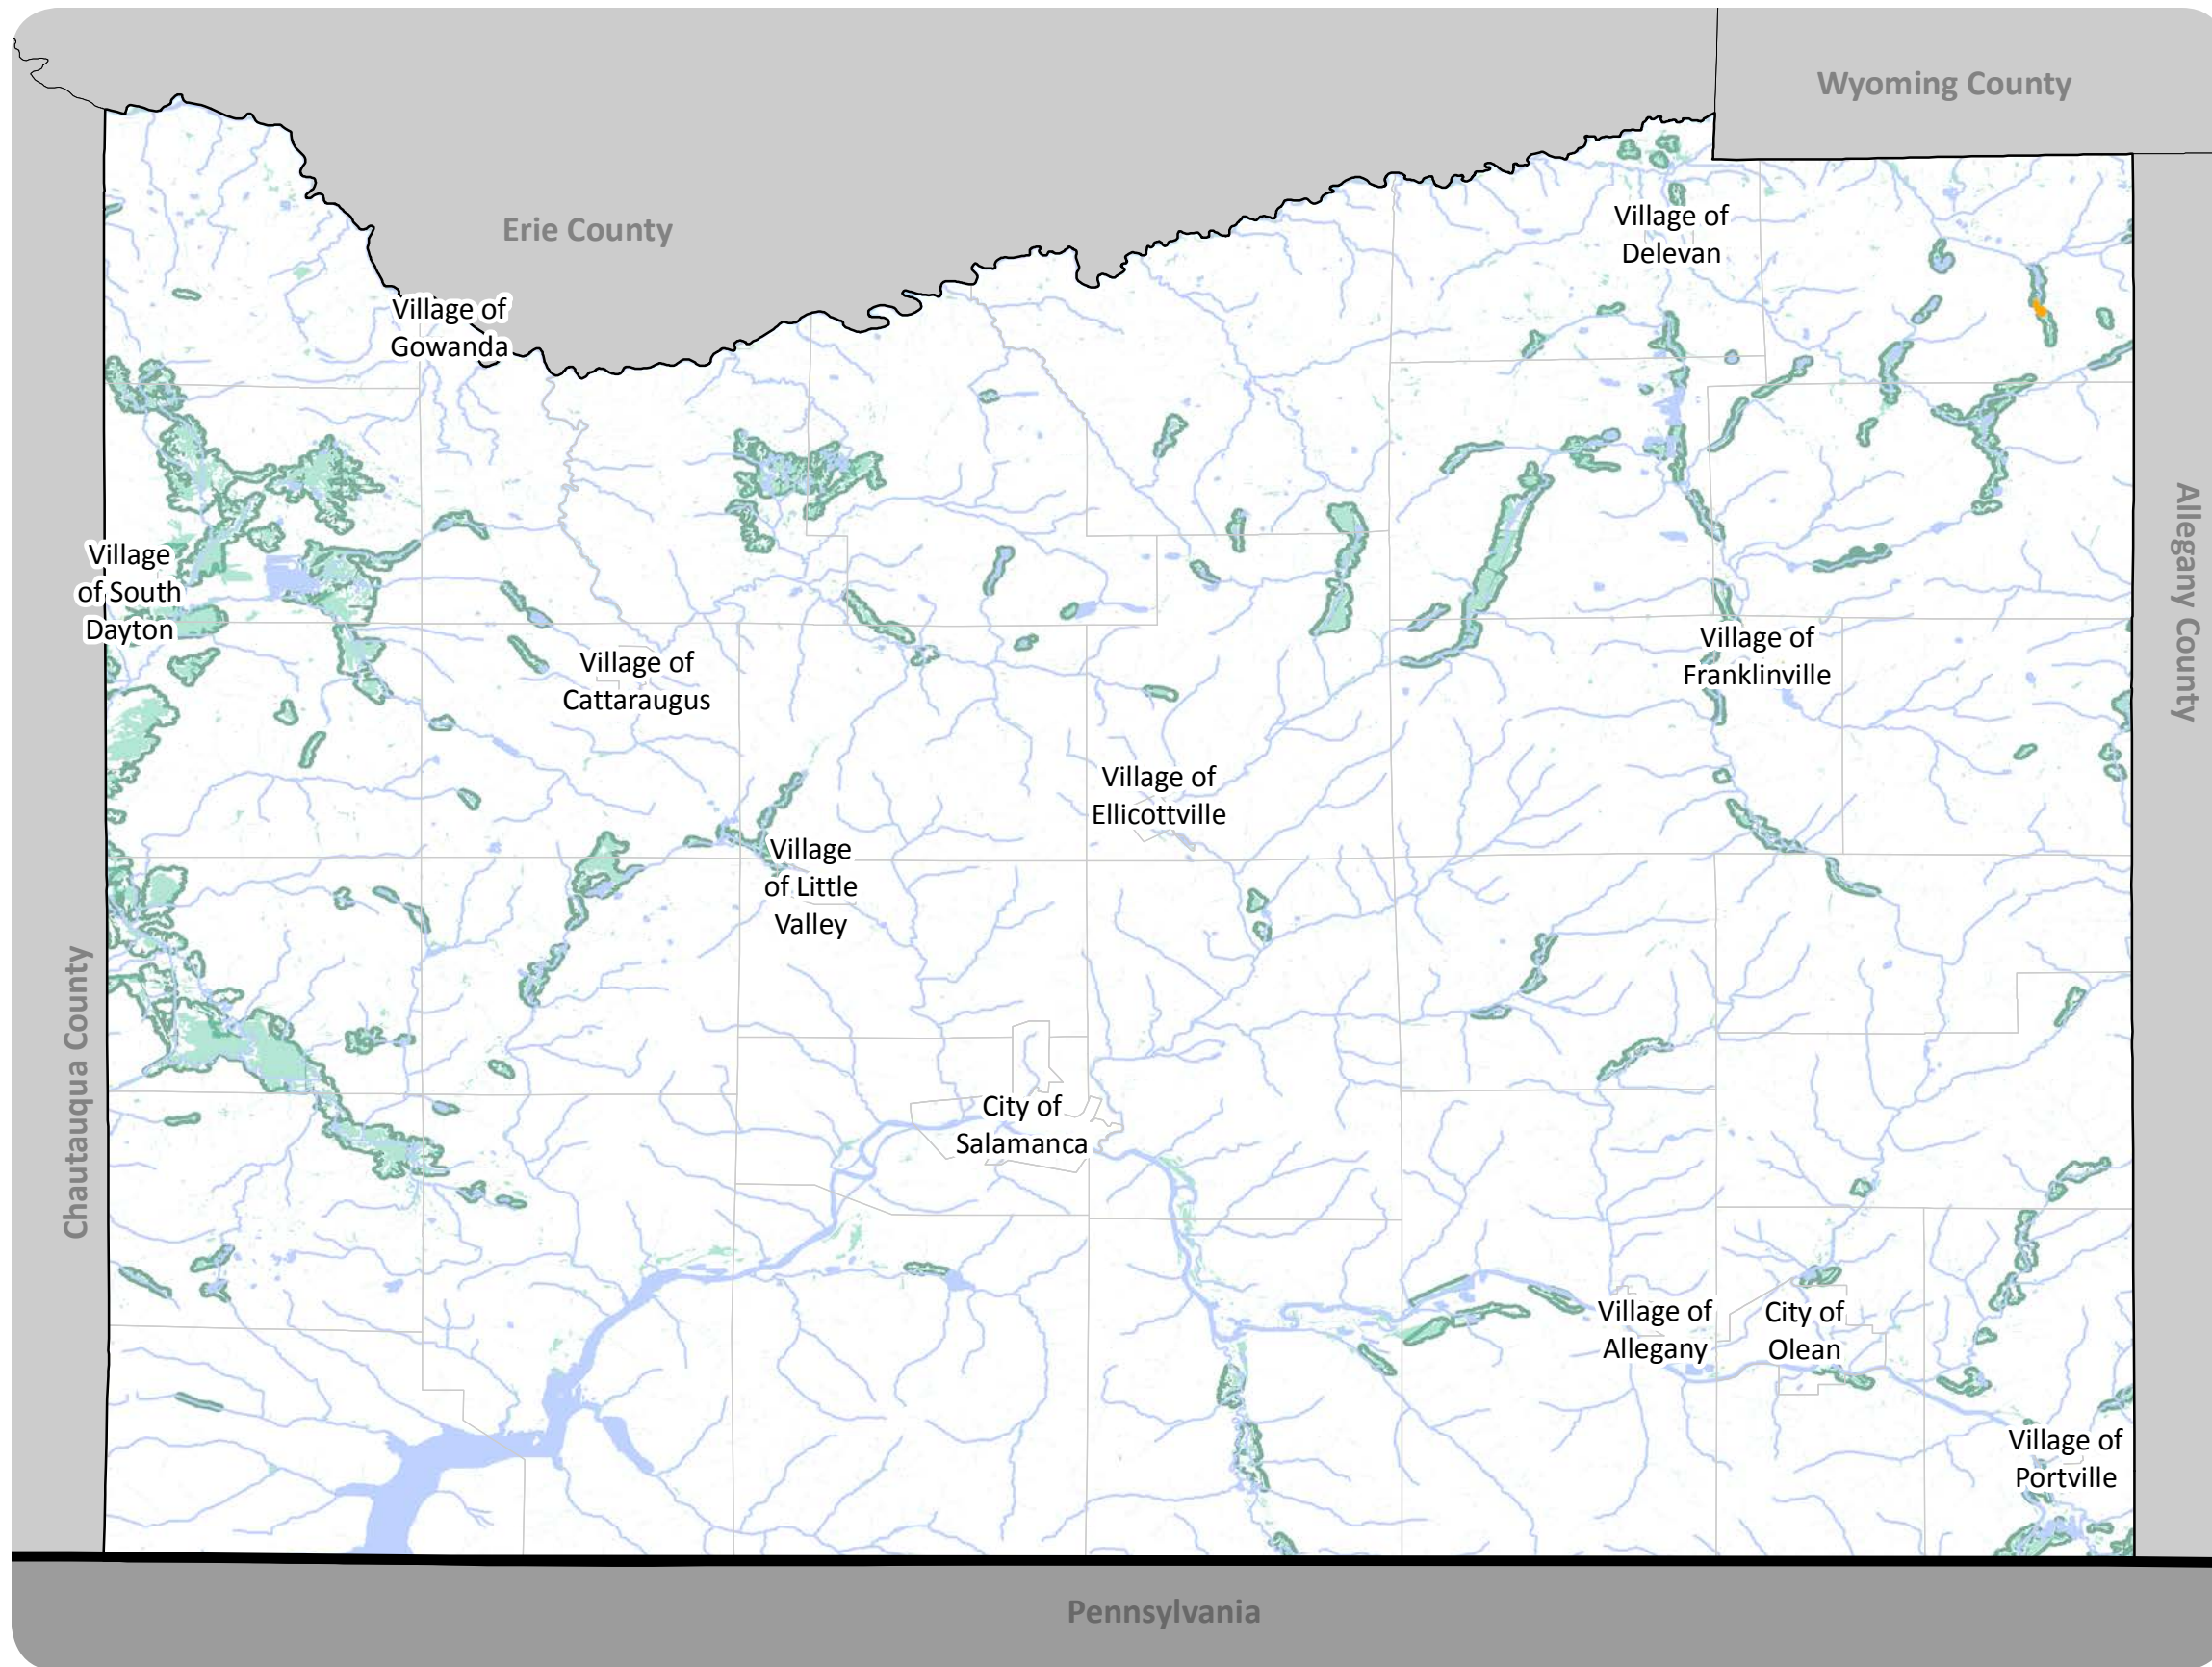 Wyoming County
Erie County
Village of
Delevan
Village of
Gowanda
Allegany County
Village
of South
Dayton
Village of
Franklinville
Village of
Cattaraugus
Village of
Ellicottville
Village
of Little
Valley
Chautauqua County
City of
Salamanca
Village of
Allegany
City of
Olean
Village of
Portville
Pennsylvania